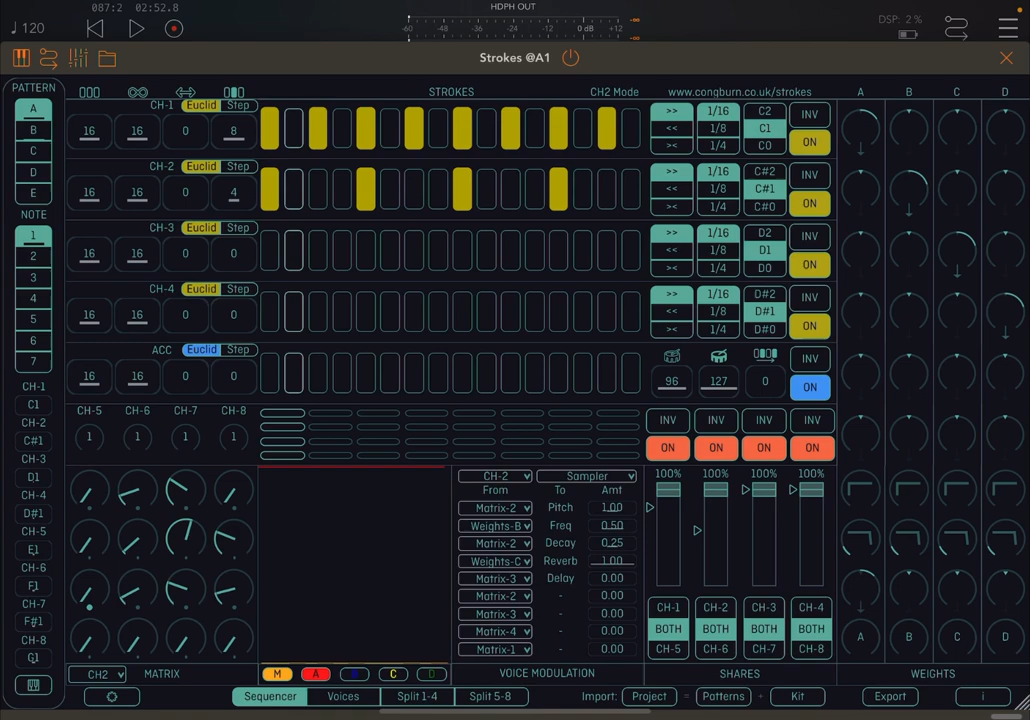 HDPH OUT
087:2 02:52.8
♩120
-60 -48 -36 -24 -12 0 dB +12
-∞
-∞
DSP: 2 %
Strokes @A1
PATTERN
STROKES CH2 Mode www.congburn.co.uk/strokes A B C D
A
B
C
D
E
NOTE
1
2
3
4
5
6
7
CH-1 Euclid Step
16 16 0 8
>> 1/16 C2 INV
<< 1/8 C1
>< 1/4 C0 ON
CH-2 Euclid Step
16 16 0 4
>> 1/16 C#2 INV
<< 1/8 C#1
>< 1/4 C#0 ON
CH-3 Euclid Step
16 16 0 0
>> 1/16 D2 INV
<< 1/8 D1
>< 1/4 D0 ON
CH-4 Euclid Step
16 16 0 0
>> 1/16 D#2 INV
<< 1/8 D#1
>< 1/4 D#0 ON
ACC Euclid Step
16 16 0 0
96 127 0 INV
ON
CH-1
C1
CH-2
C#1
CH-3
D1
CH-4
D#1
CH-5
E1
CH-6
F1
CH-7
F#1
CH-8
G1
CH-5 CH-6 CH-7 CH-8
1 1 1 1
INV INV INV INV
ON ON ON ON
CH2 MATRIX
M A B C D
CH-2 Sampler
From To Amt
Matrix-2 Pitch 1.00
Weights-B Freq 0.50
Matrix-2 Decay 0.25
Weights-C Reverb 1.00
Matrix-3 Delay 0.00
Matrix-2 - 0.00
Matrix-3 - 0.00
Matrix-4 - 0.00
Matrix-1 - 0.00
VOICE MODULATION
100% 100% 100% 100%
CH-1 CH-2 CH-3 CH-4
BOTH BOTH BOTH BOTH
CH-5 CH-6 CH-7 CH-8
SHARES
A B C D
WEIGHTS
Sequencer Voices Split 1-4 Split 5-8 Import: Project = Patterns + Kit Export i